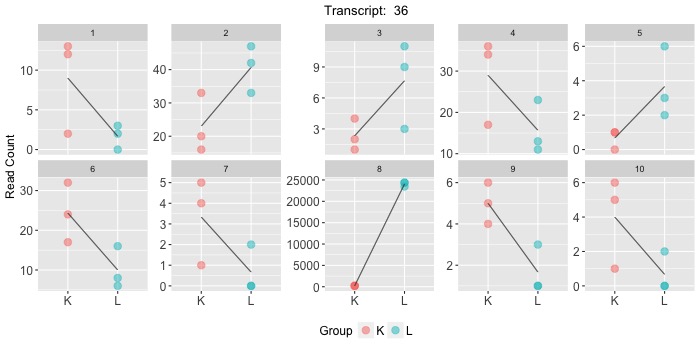 Transcript: 36
1 2 3 4 5
10 5 0
40 30 20
9 6 3
30 20 10
6 4 2 0
Read Count
6 7 8 9 10
30 20 10
5 4 3 2 1 0
25000 20000 15000 10000 5000 0
6 4 2
6 4 2 0
K L K L K L K L K L
Group K L